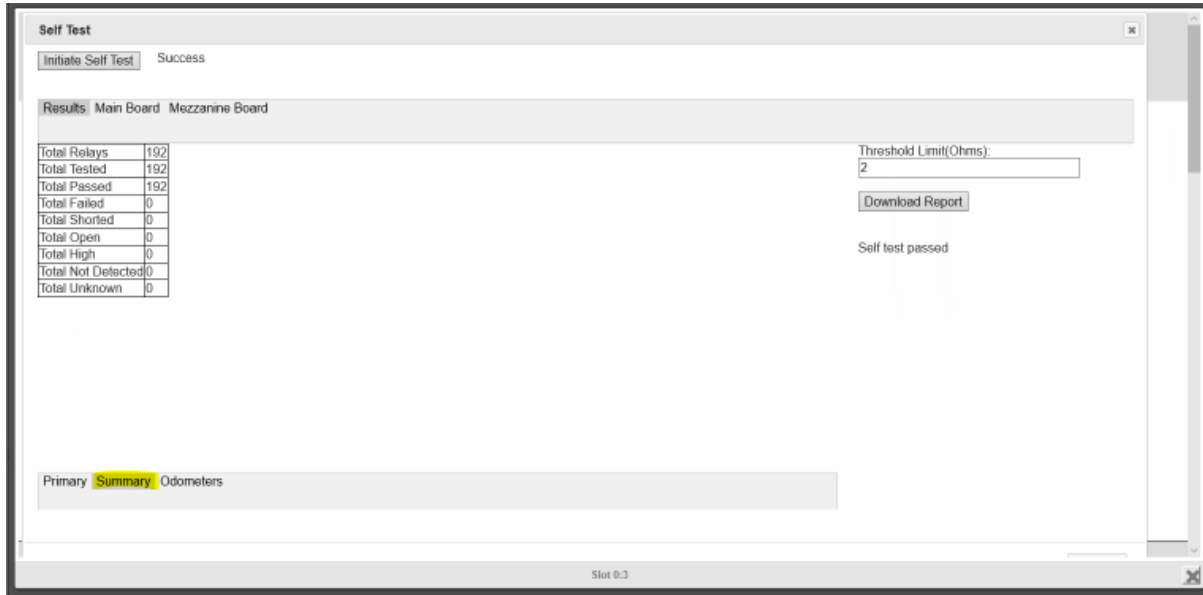 Self Test
Initiate Self Test Success
Results Main Board Mezzanine Board
Total Relays 192
Total Tested 192
Total Passed 192
Total Failed 0
Total Shorted 0
Total Open 0
Total High 0
Total Not Detected 0
Total Unknown 0
Threshold Limit(Ohms):
2
Download Report
Self test passed
Primary Summary Odometers
Slot 0:3